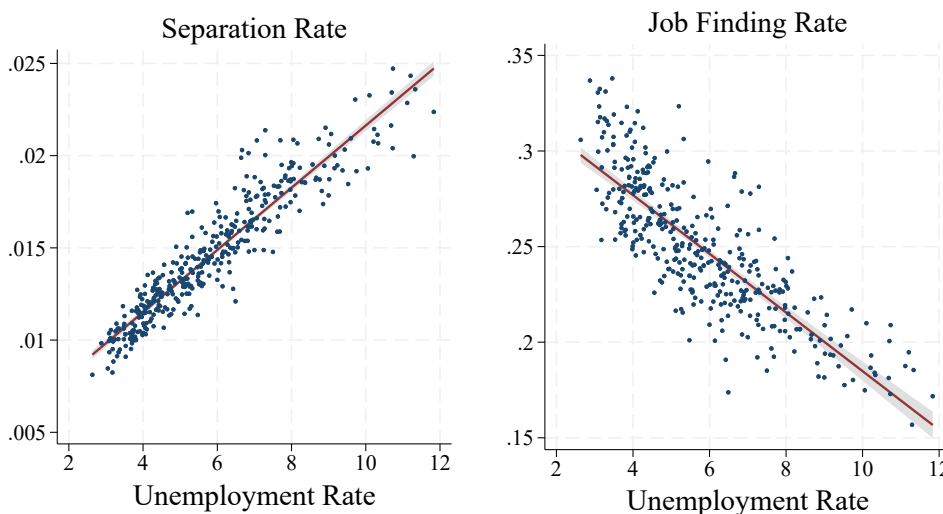 Separation Rate
.025
.02
.015
.01
.005
2 4 6 8 10 12
Unemployment Rate
Job Finding Rate
.35
.3
.25
.2
.15
2 4 6 8 10 12
Unemployment Rate